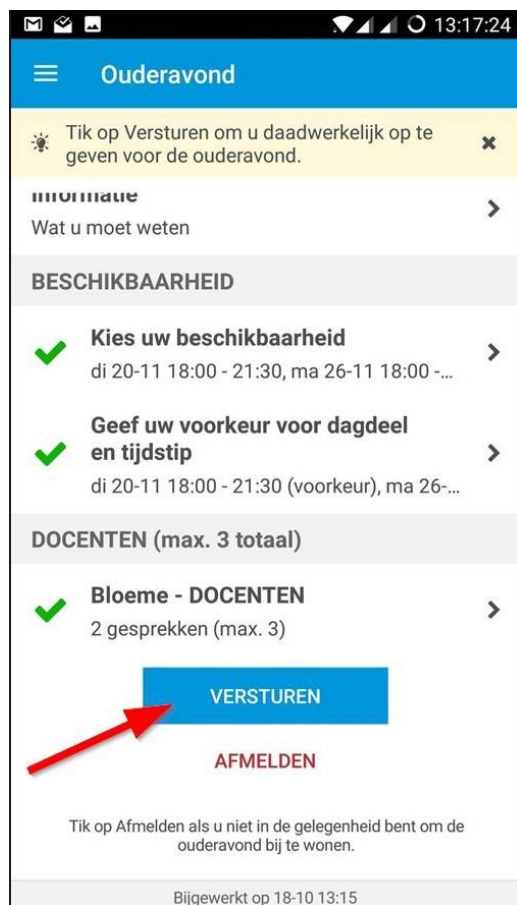 13:17:24
Ouderavond
Tik op Versturen om u daadwerkelijk op te
geven voor de ouderavond.
Informatie
Wat u moet weten
BESCHIKBAARHEID
Kies uw beschikbaarheid
di 20-11 18:00 - 21:30, ma 26-11 18:00 -...
Geef uw voorkeur voor dagdeel
en tijdstip
di 20-11 18:00 - 21:30 (voorkeur), ma 26-...
DOCENTEN (max. 3 totaal)
Bloeme - DOCENTEN
2 gesprekken (max. 3)
VERSTUREN
AFMELDEN
Tik op Afmelden als u niet in de gelegenheid bent om de
ouderavond bij te wonen.
Bijgewerkt op 18-10 13:15